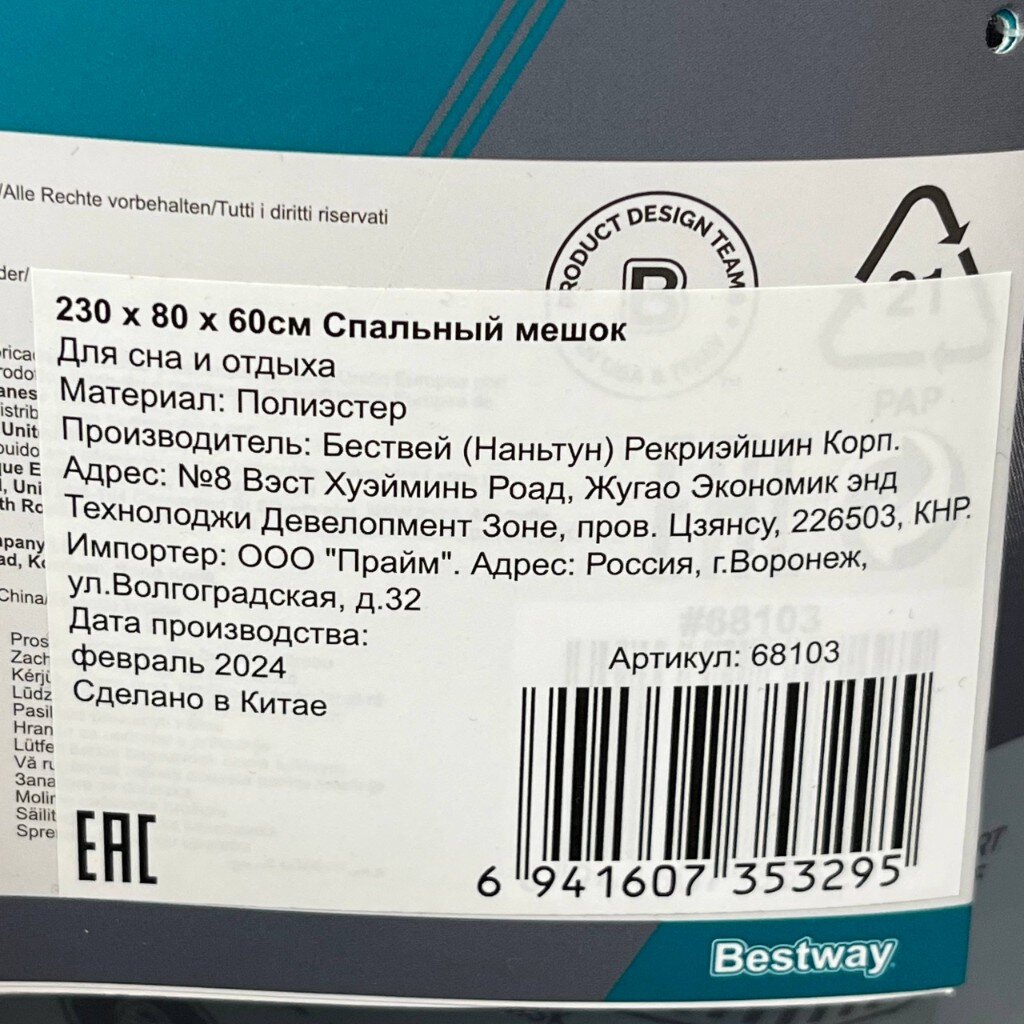 /Alle Rechte vorbehalten/Tutti i diritti riservati
PRODUCT DESIGN TEAM
B
21
230 x 80 x 60см Спальный мешок
Для сна и отдыха
Материал: Полиэстер
Производитель: Бествей (Наньтун) Рекриэйшин Корп.
Адрес: №8 Вэст Хуэйминь Роад, Жугао Экономик энд
Технолоджи Девелопмент Зоне, пров. Цзянсу, 226503, КНР.
Импортер: ООО "Прайм". Адрес: Россия, г.Воронеж,
ул.Волгоградская, д.32
Дата производства:
февраль 2024
Сделано в Китае
PAP
#68103
Артикул: 68103
EAC
6 941607 353295
Bestway